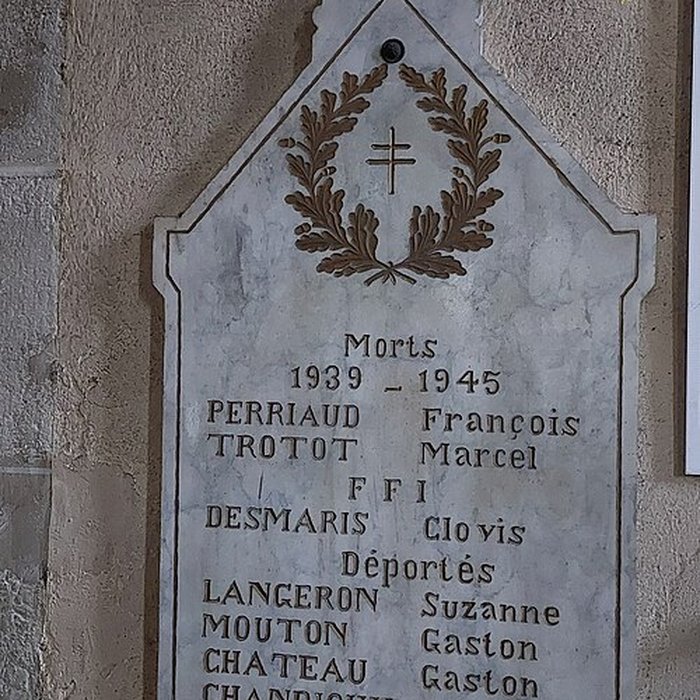 Morts
1939 - 1945
PERRIAUD François
TROTOT Marcel
F F I
DESMARIS Clovis
Déportés
LANGERON Suzanne
MOUTON Gaston
CHATEAU Gaston